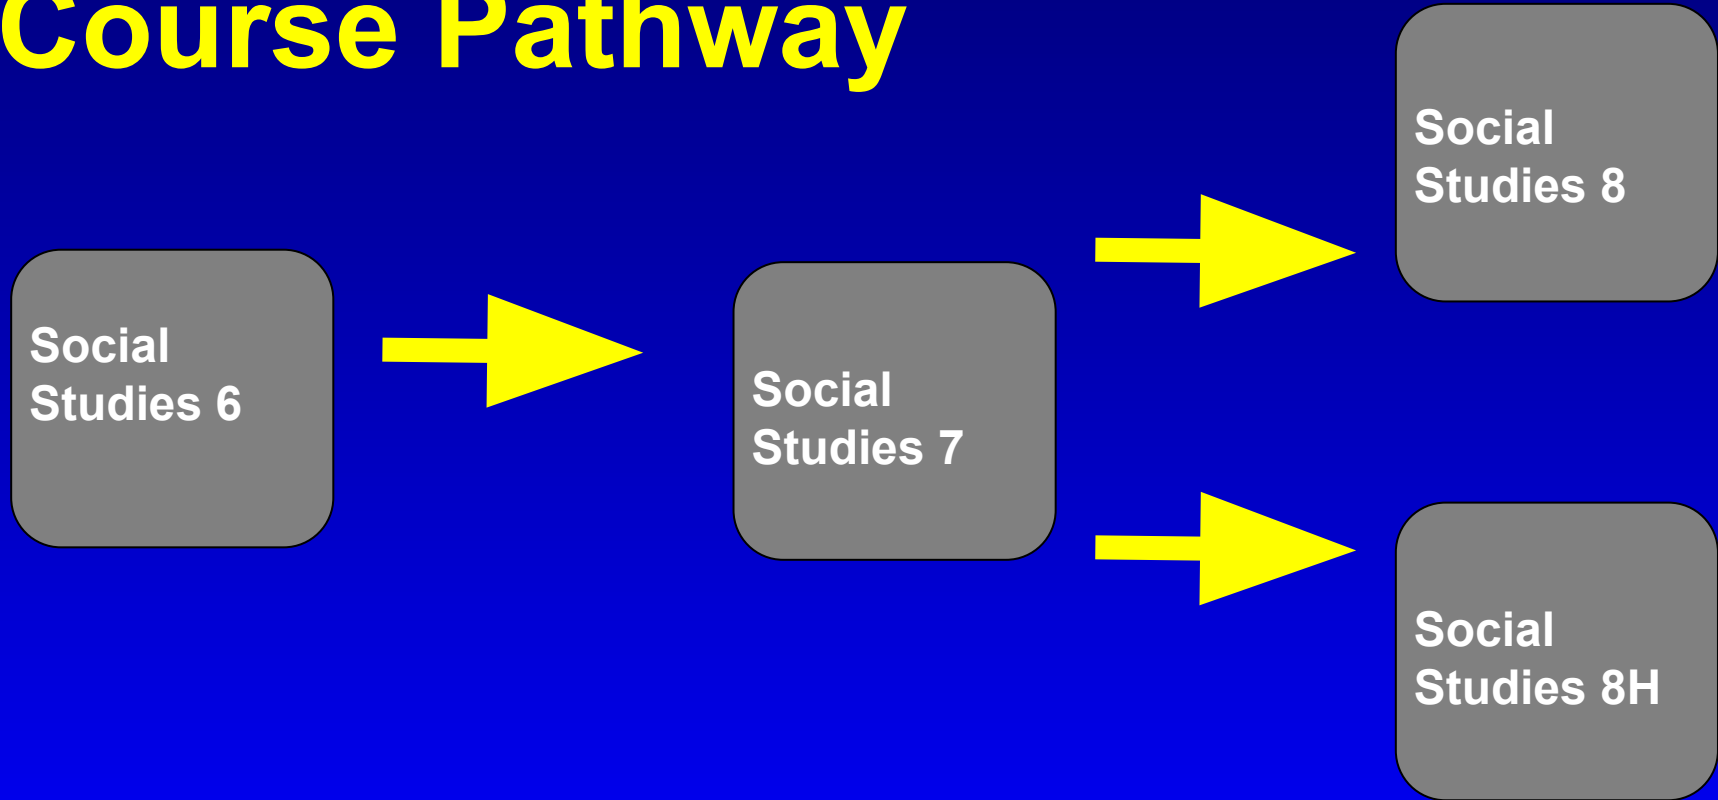 Course Pathway
Social
Studies 6
Social
Studies 7
Social
Studies 8
Social
Studies 8H